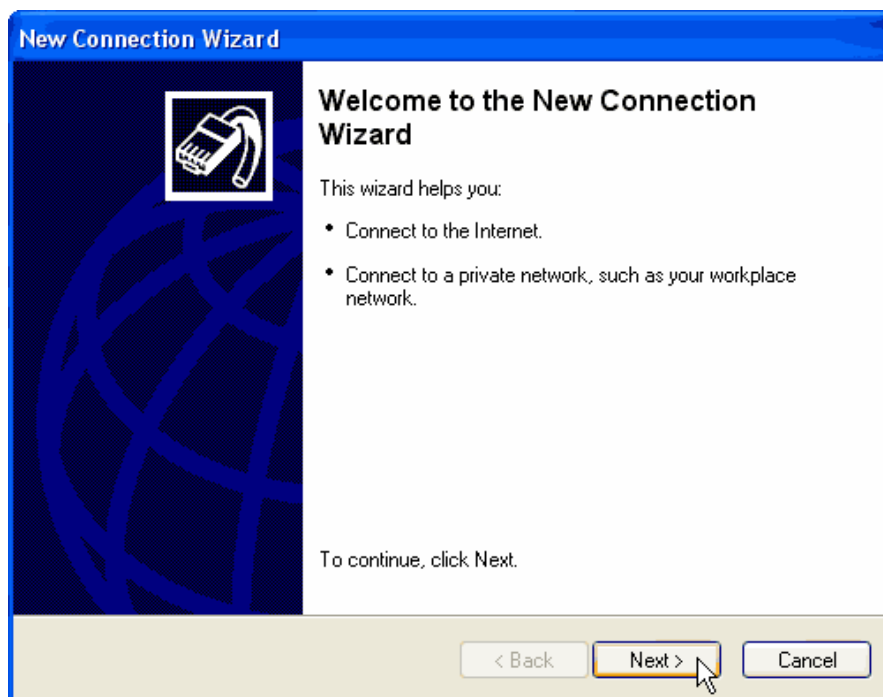 New Connection Wizard
Welcome to the New Connection
Wizard
This wizard helps you:
• Connect to the Internet.
• Connect to a private network, such as your workplace
network.
To continue, click Next.
< Back
Next >
Cancel